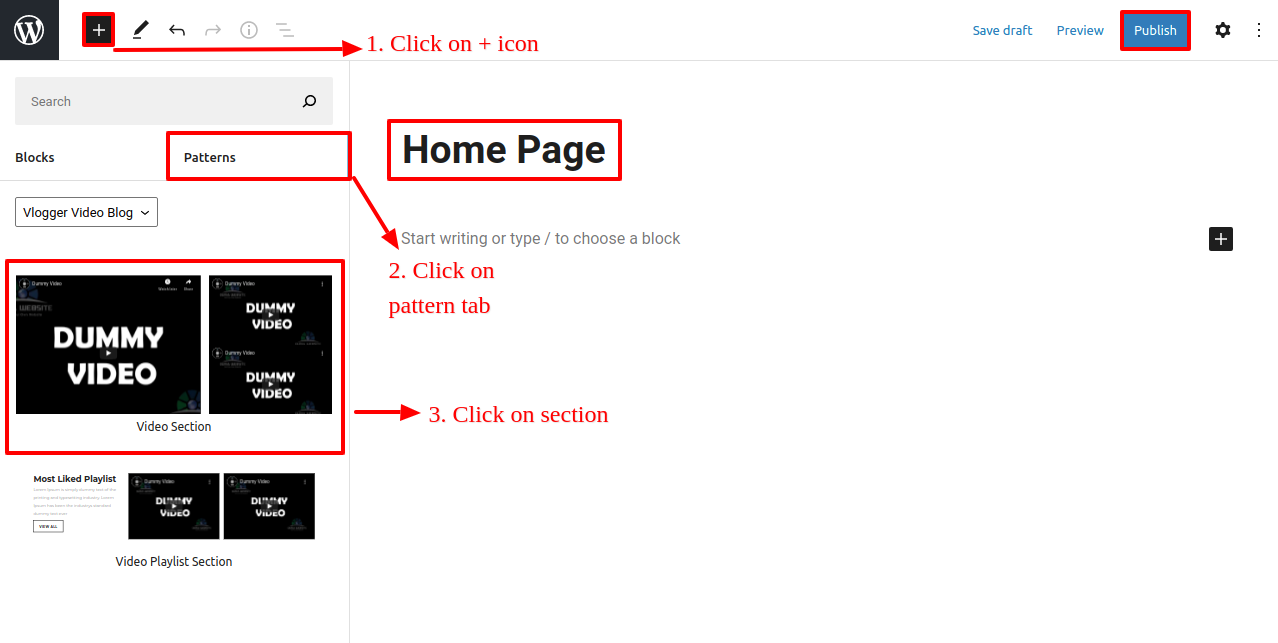 1. Click on + icon
Save draft
Preview
Publish
Search
Blocks
Patterns
Home Page
Vlogger Video Blog
Start writing or type / to choose a block
2. Click on
pattern tab
Dummy Video
DUMMY
VIDEO
Dummy Video
DUMMY
VIDEO
Dummy Video
DUMMY
VIDEO
Video Section
3. Click on section
Most Liked Playlist
VIEW ALL
Dummy Video
DUMMY
VIDEO
Dummy Video
DUMMY
VIDEO
Video Playlist Section